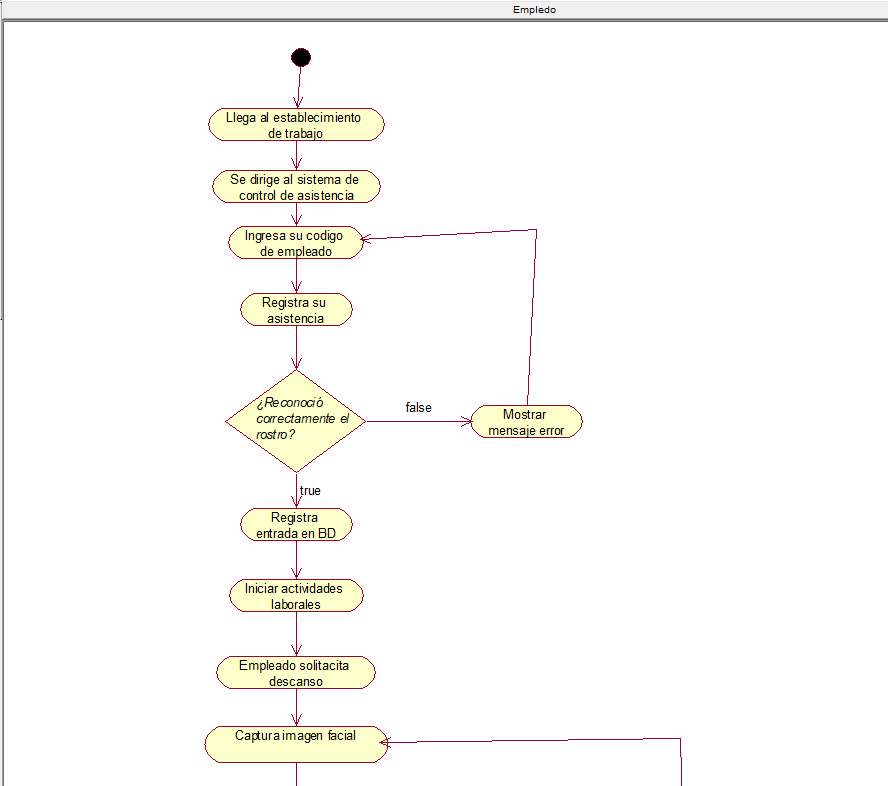 Empledo
Llega al establecimiento
de trabajo
Se dirige al sistema de
control de asistencia
Ingresa su codigo
de empleado
Registra su
asistencia
¿Reconoció
correctamente el
rostro?
false
Mostrar
mensaje error
true
Registra
entrada en BD
Iniciar actividades
laborales
Empleado solitacita
descanso
Captura imagen facial